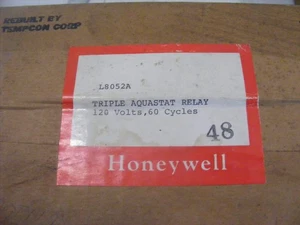 REBUILT BY
TEMPCON CORP
L8052A
TRIPLE AQUASTAT RELAY
120 Volts,60 Cycles
48
Honeywell